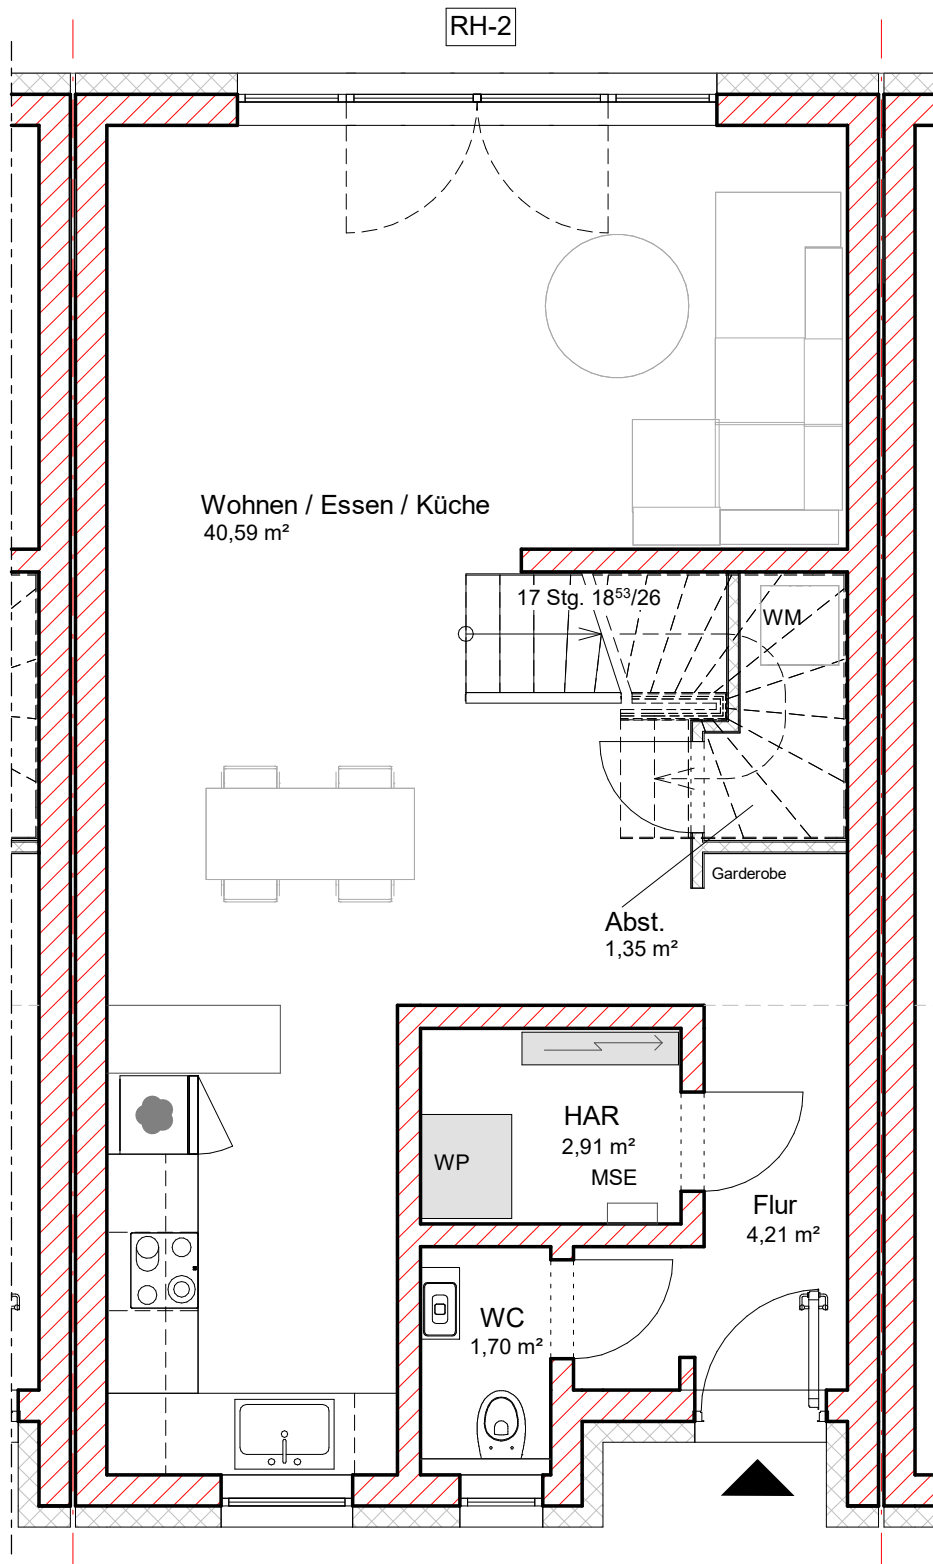 RH-2
Wohnen / Essen / Küche
40,59 m²
17 Stg. 18⁵³/26
WM
Garderobe
Abst.
1,35 m²
HAR
2,91 m²
MSE
WP
Flur
4,21 m²
WC
1,70 m²